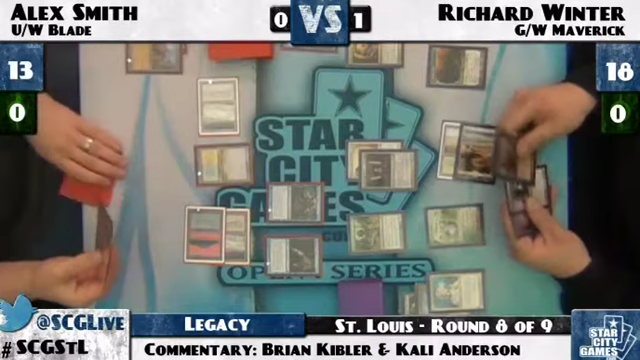 ALEX SMITH
U/W BLADE
0 VS 1
RICHARD WINTER
G/W MAVERICK
13
18
0
0
STAR
CITY
GAMES
OPEN SERIES
@SCGLIVE
LEGACY
ST. LOUIS - ROUND 8 OF 9
#SCGSTL
COMMENTARY: BRIAN KIBLER & KALI ANDERSON
STAR
CITY
GAMES